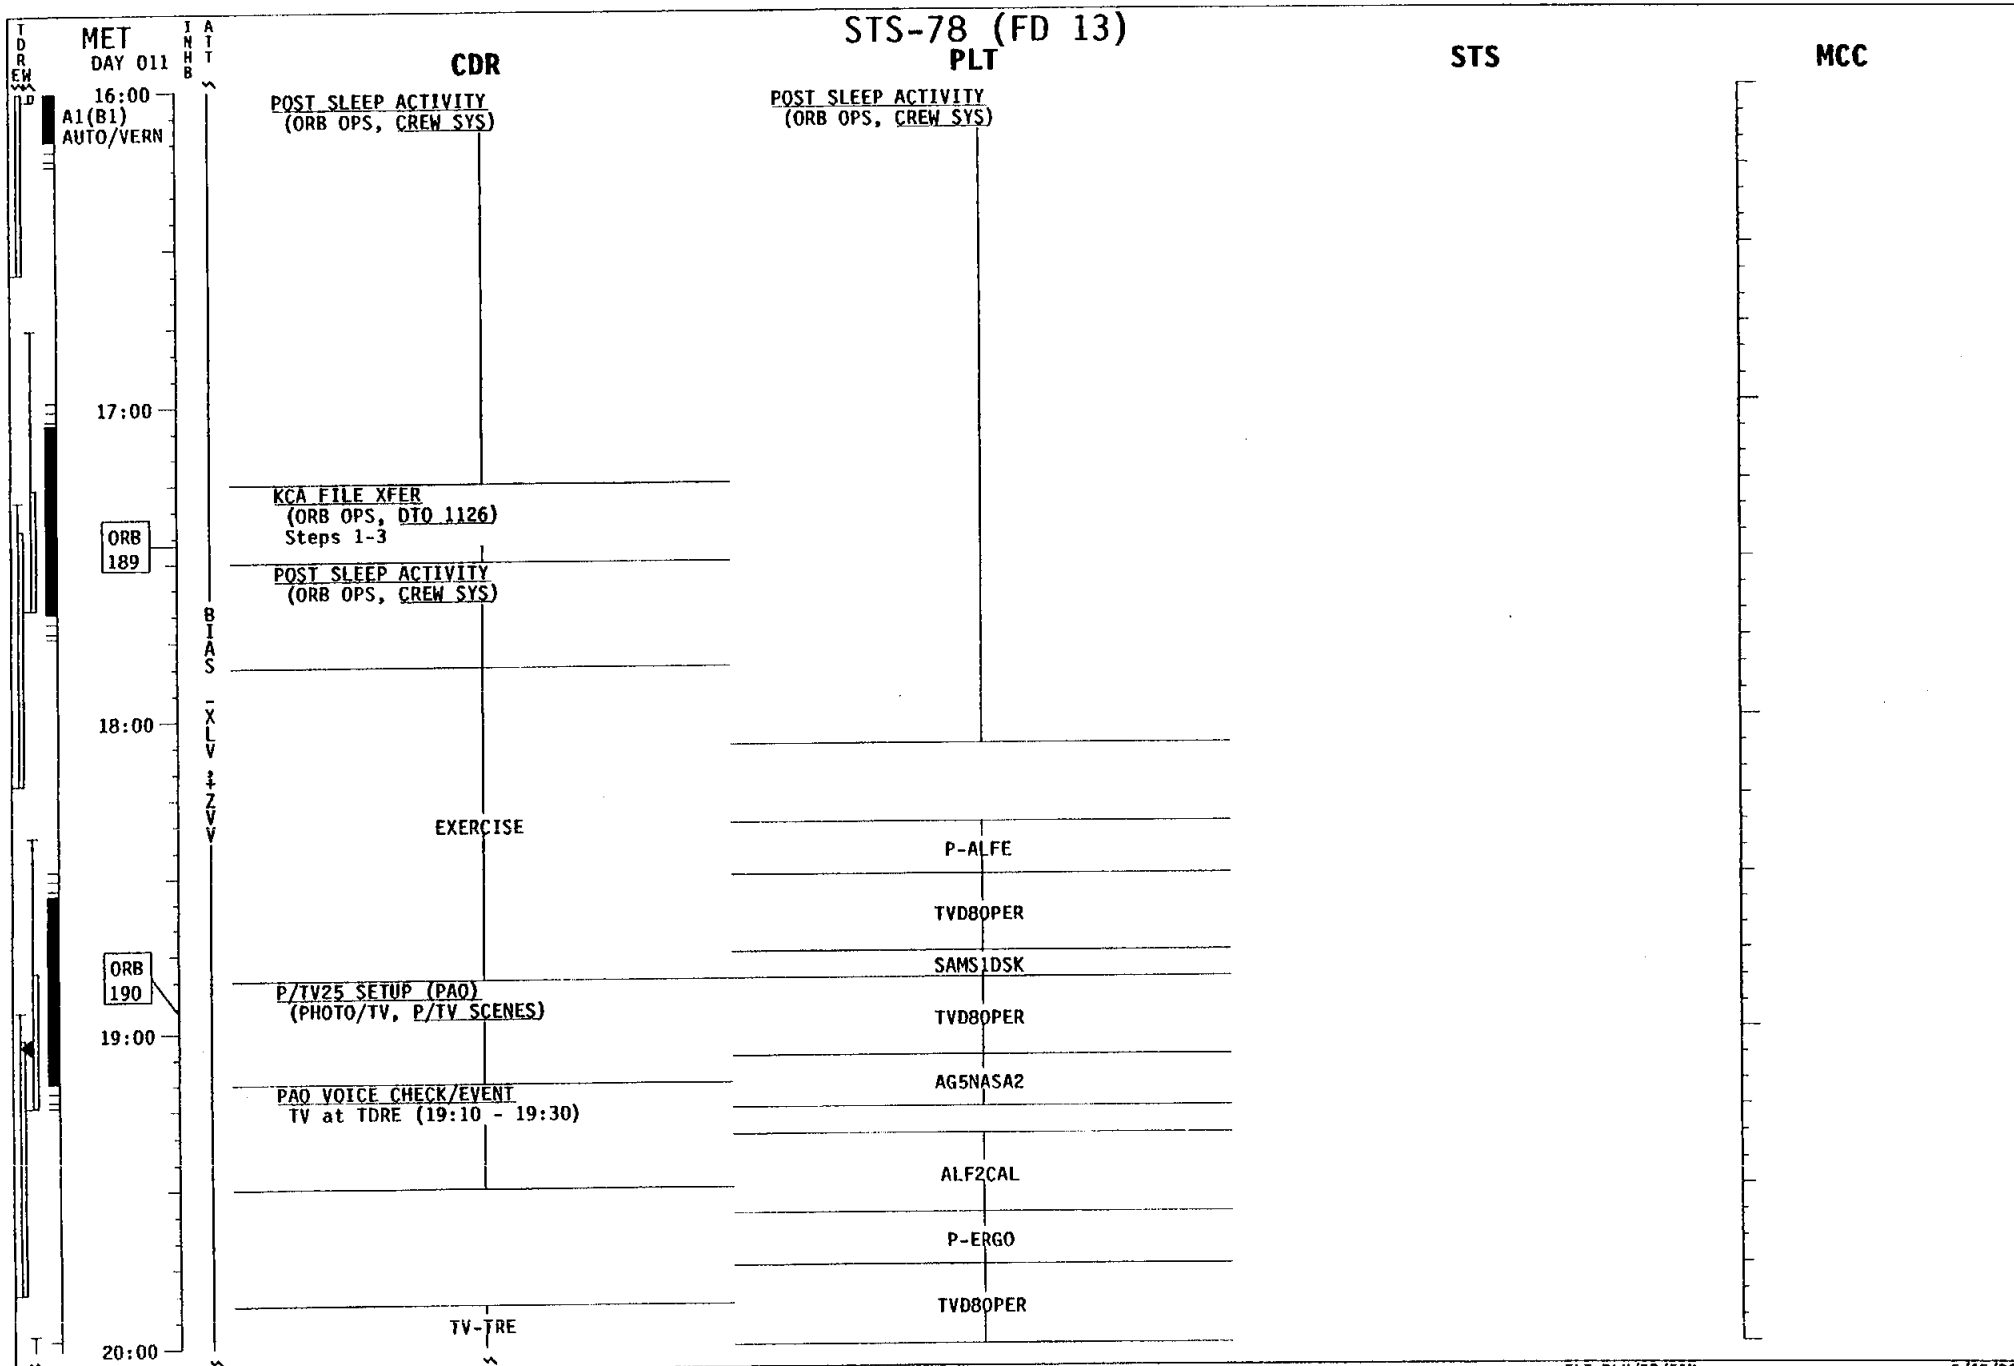 STS-78 (FD 13)
TDRE W
MET
DAY 011
INHB
ATT
CDR
PLT
STS
MCC
D
16:00
A1(B1)
AUTO/VERN
POST SLEEP ACTIVITY
(ORB OPS, CREW SYS)
POST SLEEP ACTIVITY
(ORB OPS, CREW SYS)
17:00
KCA FILE XFER
(ORB OPS, DTO 1126)
Steps 1-3
ORB
189
POST SLEEP ACTIVITY
(ORB OPS, CREW SYS)
BIAS -XLV,+ZVV
18:00
EXERCISE
P-ALFE
TVD8OPER
SAMS1DSK
ORB
190
P/TV25 SETUP (PAO)
(PHOTO/TV, P/TV SCENES)
TVD8OPER
19:00
PAO VOICE CHECK/EVENT
TV at TDRE (19:10 - 19:30)
AG5NASA2
ALF2CAL
P-ERGO
TVD8OPER
TV-TRE
20:00